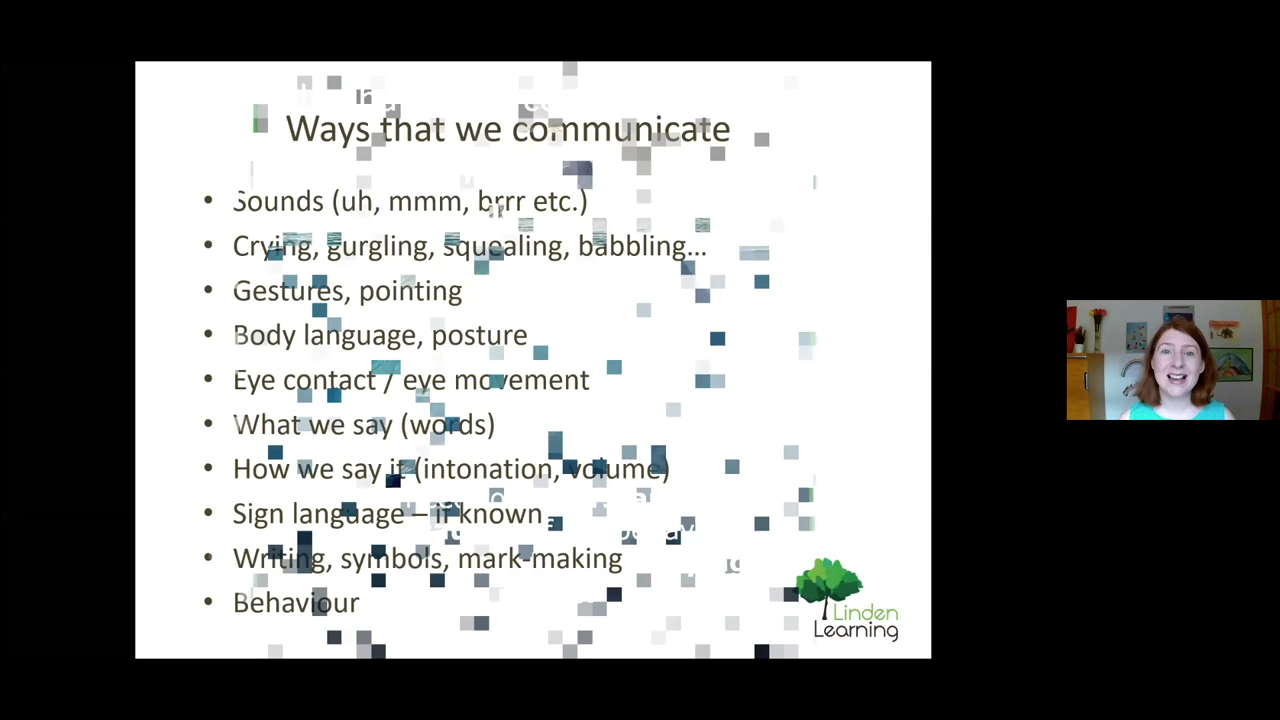 Ways that we communicate
• Sounds (uh, mmm, brrr etc.)
• Crying, gurgling, squealing, babbling...
• Gestures, pointing
• Body language, posture
• Eye contact / eye movement
• What we say (words)
• How we say it (intonation, volume)
• Sign language – if known
• Writing, symbols, mark-making
• Behaviour
Linden
Learning